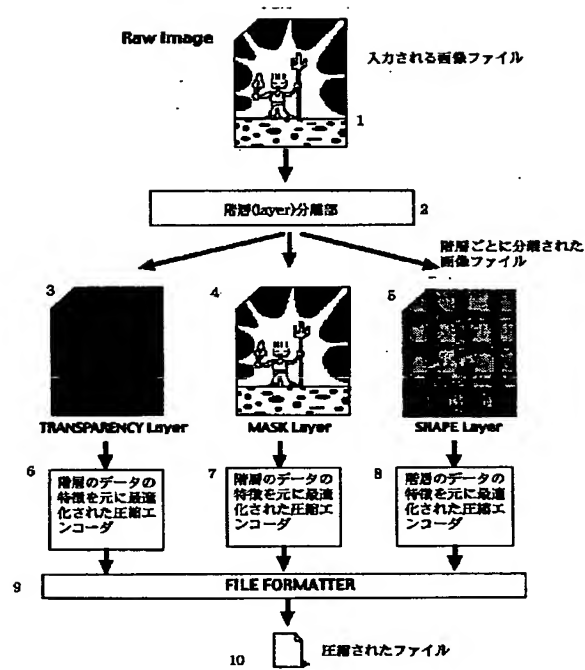 Raw Image
入力される画像ファイル
1
階層(layer)分離部
2
階層ごとに分離された
画像ファイル
3
4
5
TRANSPARENCY Layer
MASK Layer
SHAPE Layer
6
階層のデータの
特徴を元に最適
化された圧縮エ
ンコーダ
7
階層のデータの
特徴を元に最適
化された圧縮エ
ンコーダ
8
階層のデータの
特徴を元に最適
化された圧縮エ
ンコーダ
9
FILE FORMATTER
10
圧縮されたファイル